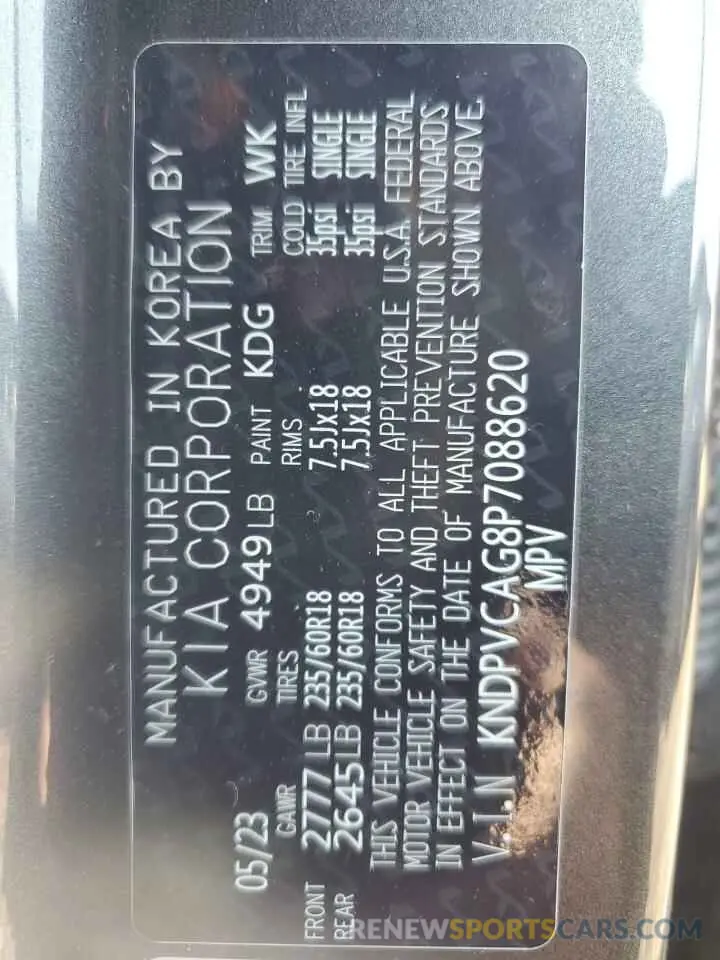 MANUFACTURED IN KOREA BY
KIA CORPORATION
05/23 GVWR 4949LB PAINT KDG TRIM WK
GAWR TIRES RIMS COLD TIRE INFL
FRONT 2777 LB 235/60R18 7.5Jx18 35psi SINGLE
REAR 2645LB 235/60R18 7.5Jx18 35psi SINGLE
THIS VEHICLE CONFORMS TO ALL APPLICABLE U.S.A. FEDERAL
MOTOR VEHICLE SAFETY AND THEFT PREVENTION STANDARDS
IN EFFECT ON THE DATE OF MANUFACTURE SHOWN ABOVE.
V.I.N KNDPVCAG8P7088620
MPV
RENEWSPORTSCARS.COM